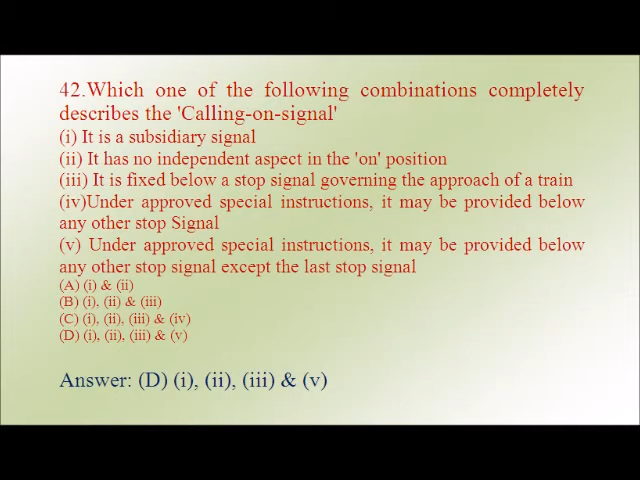 42.Which one of the following combinations completely
describes the 'Calling-on-signal'
(i) It is a subsidiary signal
(ii) It has no independent aspect in the 'on' position
(iii) It is fixed below a stop signal governing the approach of a train
(iv)Under approved special instructions, it may be provided below
any other stop Signal
(v) Under approved special instructions, it may be provided below
any other stop signal except the last stop signal
(A) (i) & (ii)
(B) (i), (ii) & (iii)
(C) (i), (ii), (iii) & (iv)
(D) (i), (ii), (iii) & (v)
Answer: (D) (i), (ii), (iii) & (v)